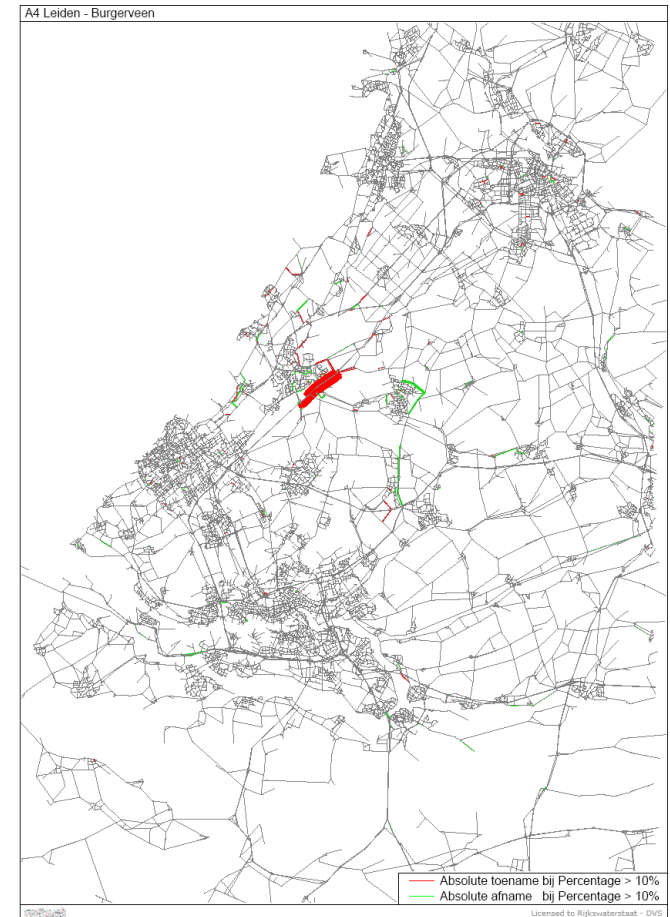 A4 Leiden - Burgerveen
Absolute toename bij Percentage > 10%
Absolute afname bij Percentage > 10%
Licensed to Rijkswaterstaat - DVS